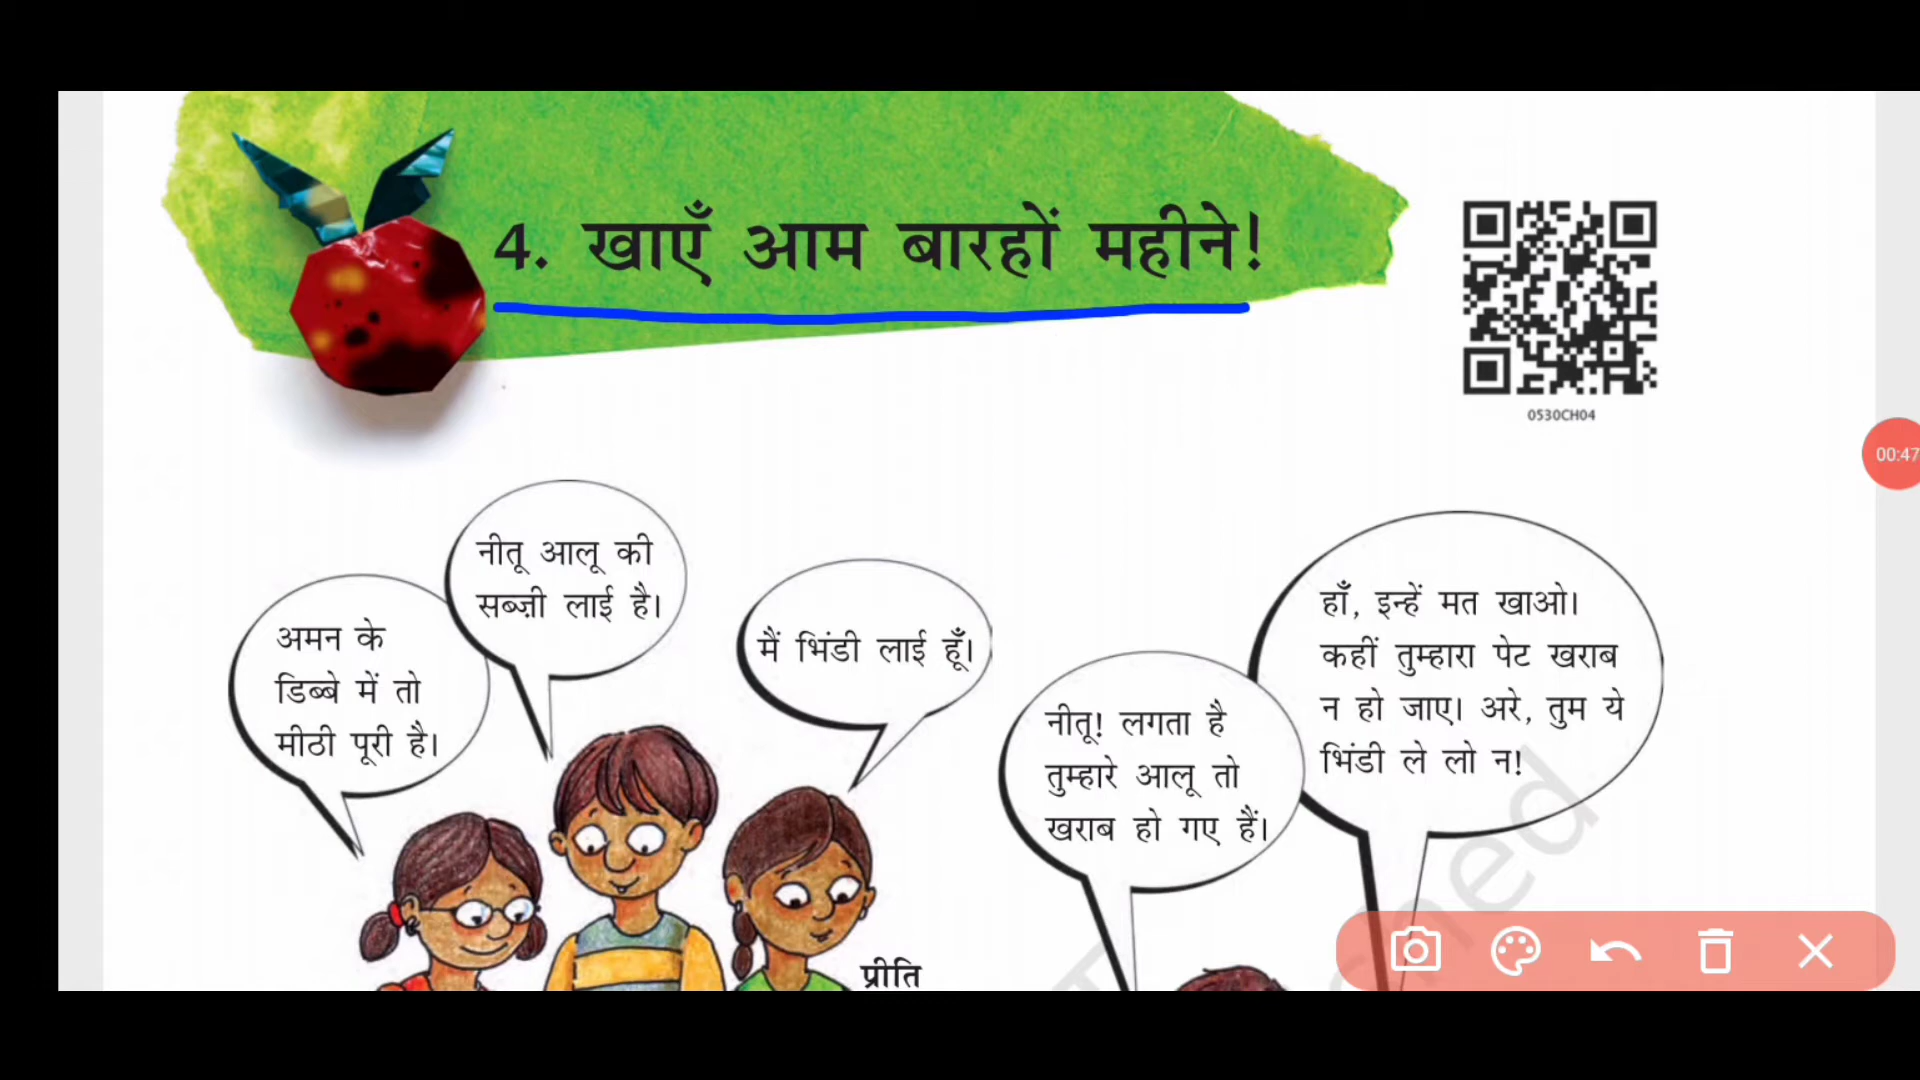 4. खाएँ आम बारहों महीने!
0530CH04
00:47
नीतू आलू की
सब्ज़ी लाई है।
अमन के
डिब्बे में तो
मीठी पूरी है।
मैं भिंडी लाई हूँ।
नीतू! लगता है
तुम्हारे आलू तो
खराब हो गए हैं।
हाँ, इन्हें मत खाओ।
कहीं तुम्हारा पेट खराब
न हो जाए। अरे, तुम ये
भिंडी ले लो न!
प्रीति